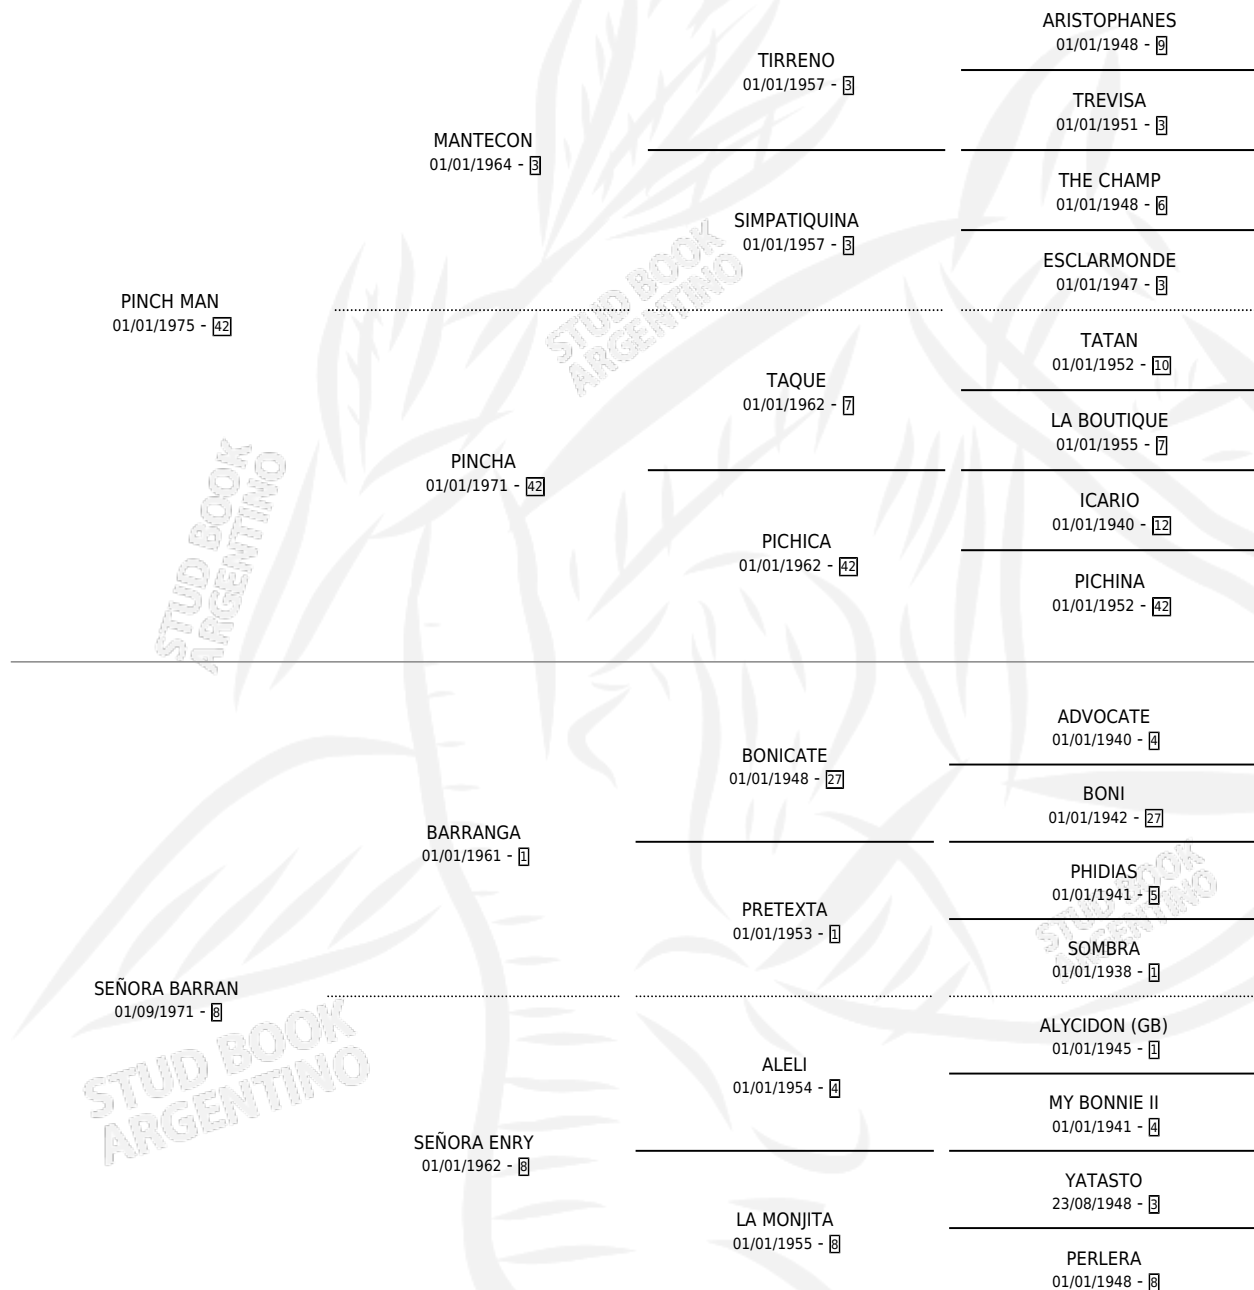 ARISTOPHANES
01/01/1948 - 9
TIRRENO
01/01/1957 - 3
TREVISA
01/01/1951 - 3
MANTECON
01/01/1964 - 3
THE CHAMP
01/01/1948 - 6
SIMPATIQUINA
01/01/1957 - 3
ESCLARMONDE
01/01/1947 - 3
PINCH MAN
01/01/1975 - 42
TATAN
01/01/1952 - 10
TAQUE
01/01/1962 - 7
LA BOUTIQUE
01/01/1955 - 7
PINCHA
01/01/1971 - 42
ICARIO
01/01/1940 - 12
PICHICA
01/01/1962 - 42
PICHINA
01/01/1952 - 42
ADVOCATE
01/01/1940 - 4
BONICATE
01/01/1948 - 27
BONI
01/01/1942 - 27
BARRANGA
01/01/1961 - 1
PHIDIAS
01/01/1941 - 5
PRETEXTA
01/01/1953 - 1
SOMBRA
01/01/1938 - 1
SEÑORA BARRAN
01/09/1971 - 8
ALYCIDON (GB)
01/01/1945 - 1
ALELI
01/01/1954 - 4
MY BONNIE II
01/01/1941 - 4
SEÑORA ENRY
01/01/1962 - 8
YATASTO
23/08/1948 - 3
LA MONJITA
01/01/1955 - 8
PERLERA
01/01/1948 - 8
STUD BOOK
ARGENTINO
STUD BOOK
ARGENTINO
STUD BOOK
ARGENTINO
STUD BOOK
ARGENTINO